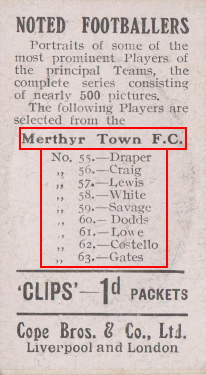 NOTED FOOTBALLERS
Portraits of some of the
most prominent Players of
the principal Teams, the
complete series consisting
of nearly 500 pictures.
The following Players are
selected from the
Merthyr Town F.C.
No. 55.—Draper
„ 56.—Craig
„ 57.—Lewis
„ 58.—White
„ 59.—Savage
„ 60.—Dodds
„ 61.—Lowe
„ 62.—Costello
„ 63.—Gates
'CLIPS'—1d PACKETS
Cope Bros. & Co., Ltd.
Liverpool and London